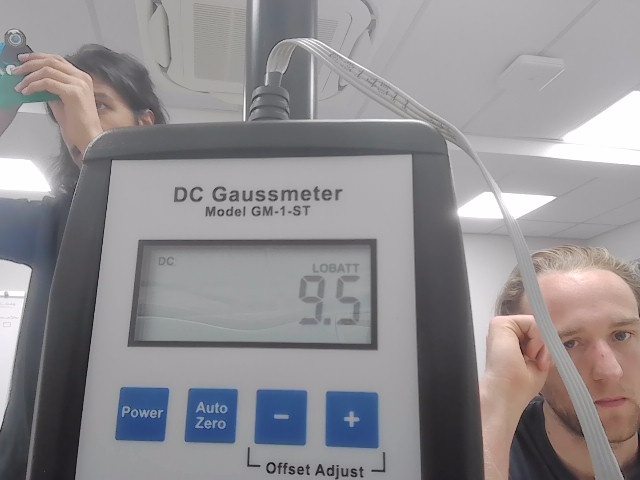 DC Gaussmeter
Model GM-1-ST
DC
LOBATT
9.5
Power
Auto
Zero
-
+
Offset Adjust